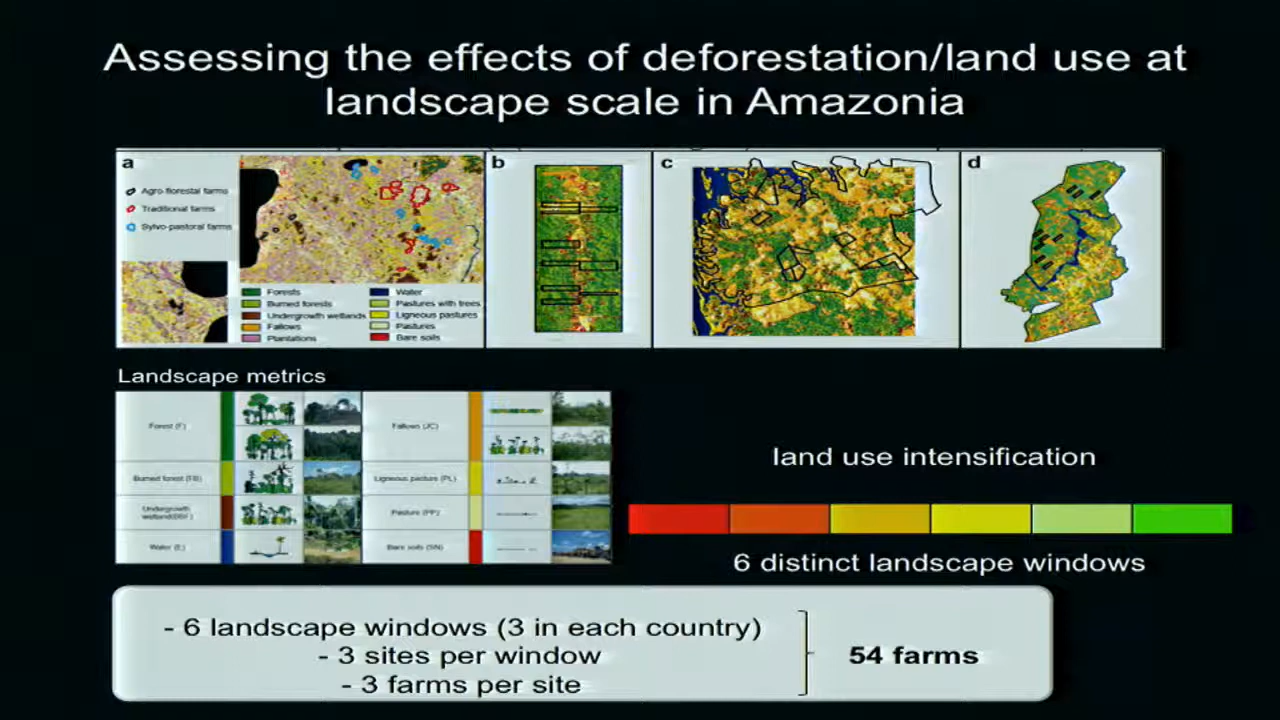 Assessing the effects of deforestation/land use at
landscape scale in Amazonia
a
Agro-florestal farms
Traditional farms
Sylvo-pastoral farms
Forests
Burned forests
Undergrowth wetlands
Fallows
Plantations
Water
Pastures with trees
Ligneous pastures
Pastures
Bare soils
b
c
d
Landscape metrics
Forest (F)
Fallows (JC)
Burned forest (FB)
Ligneous pasture (PL)
Undergrowth
Pasture (PP)
Water (E)
Bare soils (SN)
land use intensification
6 distinct landscape windows
- 6 landscape windows (3 in each country)
- 3 sites per window
- 3 farms per site
54 farms